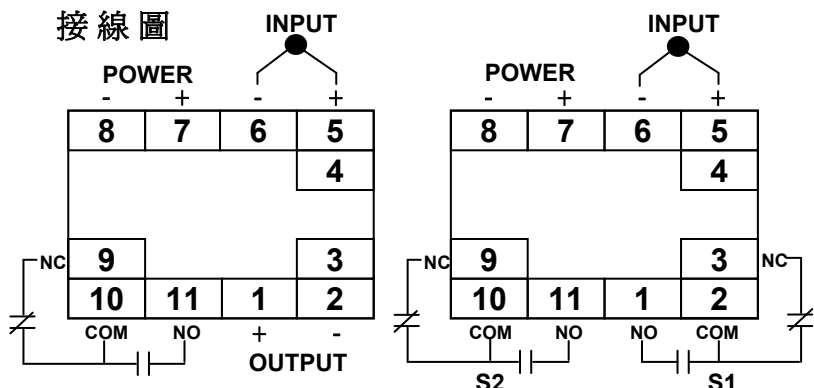 接線圖
INPUT INPUT
POWER POWER
- + - + - + - +
8 7 6 5 8 7 6 5
4 4
NC 9 3 NC 9 3 NC
10 11 1 2 10 11 1 2
COM NO + - COM NO NO COM
OUTPUT S2 S1